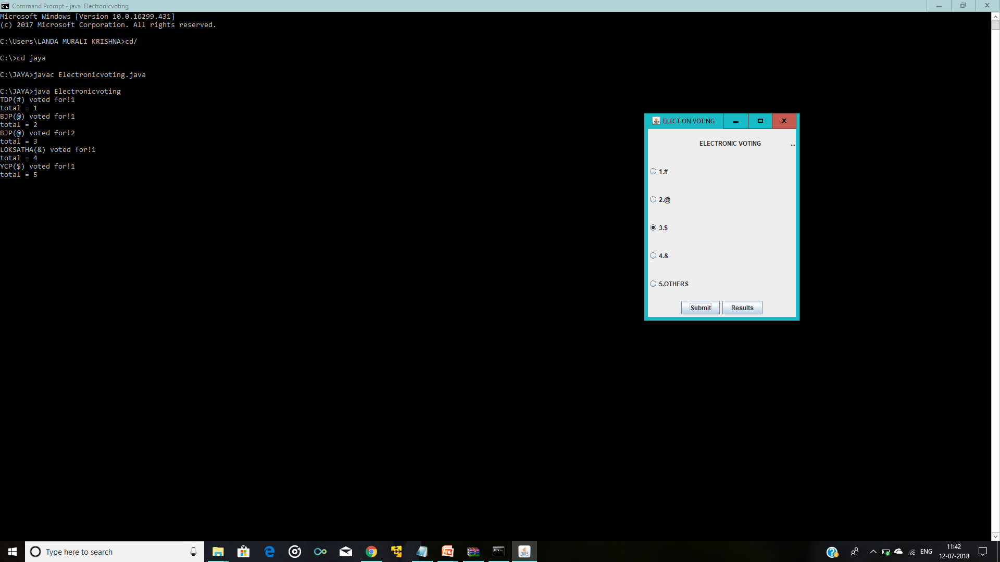 Command Prompt - java  Electronicvoting
Microsoft Windows [Version 10.0.16299.431]
(c) 2017 Microsoft Corporation. All rights reserved.
C:\Users\LANDA MURALI KRISHNA>cd/
C:\>cd jaya
C:\JAYA>javac Electronicvoting.java
C:\JAYA>java Electronicvoting
TDP(#) voted for!1
total = 1
BJP(@) voted for!1
total = 2
BJP(@) voted for!2
total = 3
LOKSATHA(&) voted for!1
total = 4
YCP($) voted for!1
total = 5
ELECTION VOTING
ELECTRONIC VOTING ...
1.#
2.@
3.$
4.&
5.OTHERS
Submit Results
Type here to search
ENG
11:42
12-07-2018